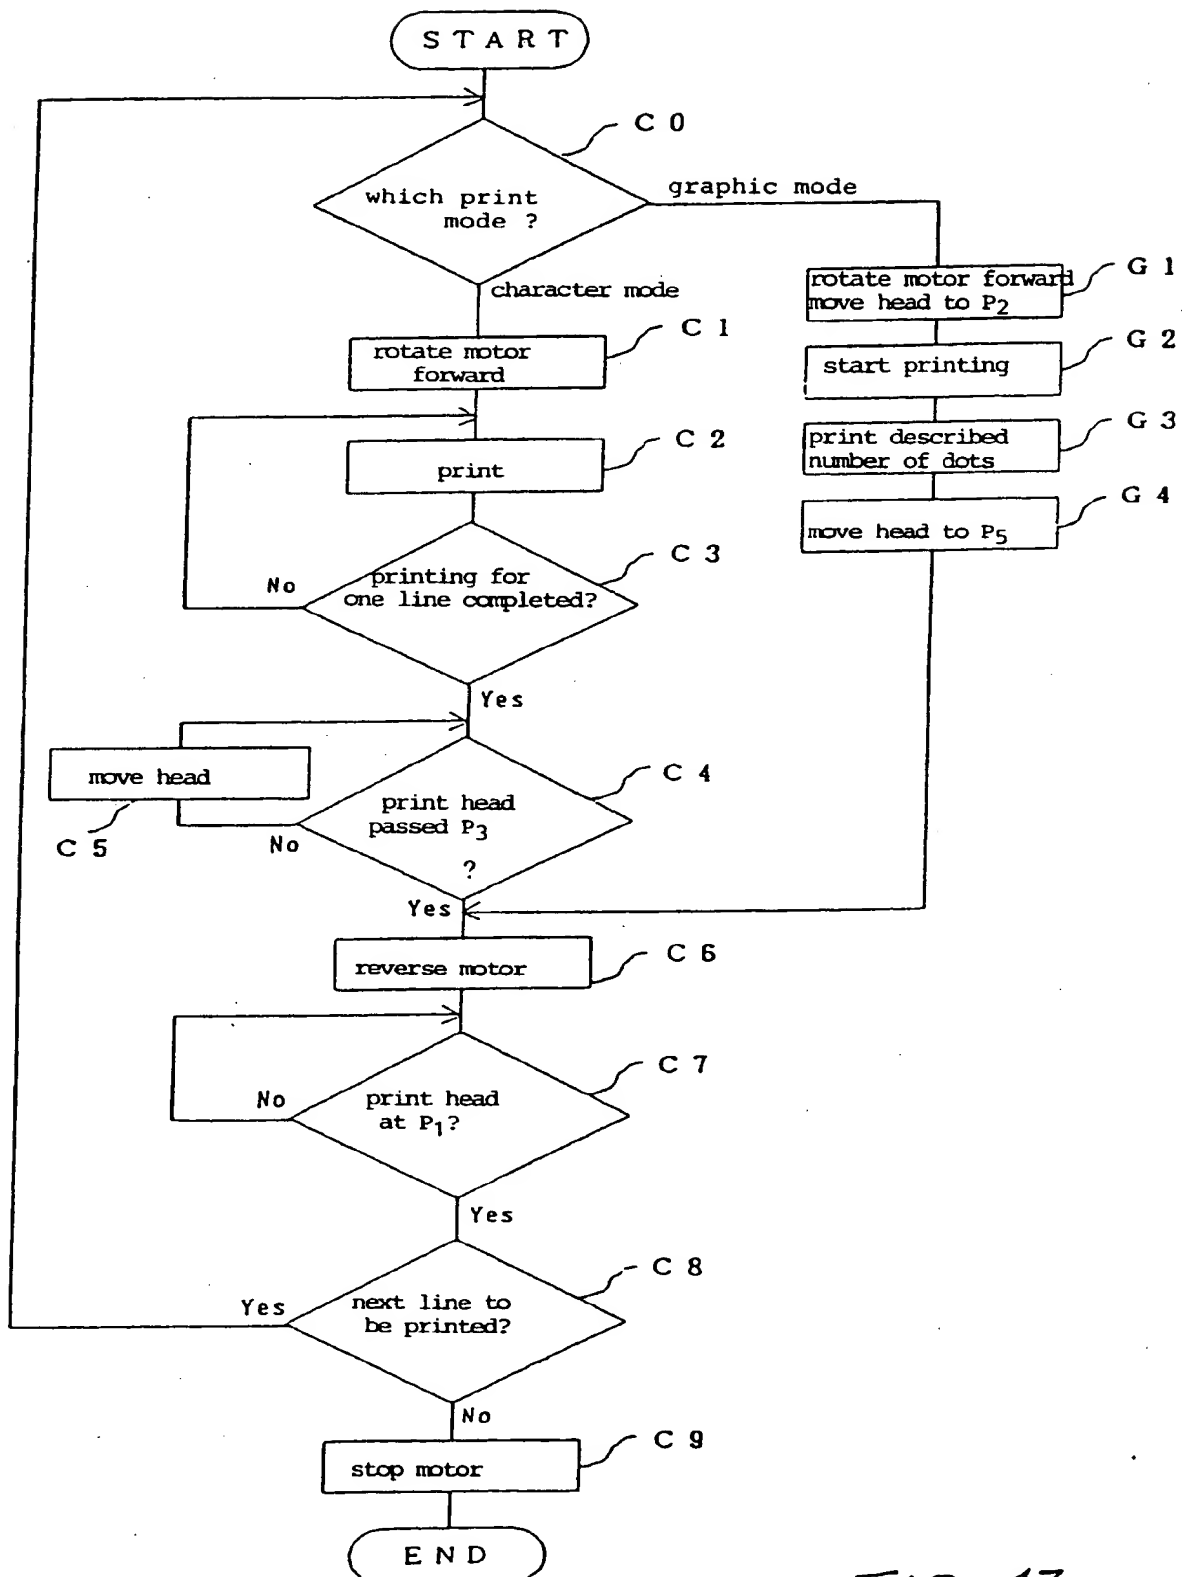 START
C 0
which print
mode ?
graphic mode
character mode
G 1
rotate motor forward
move head to P2
C 1
rotate motor
forward
G 2
start printing
C 2
print
G 3
print described
number of dots
G 4
move head to P5
C 3
printing for
one line completed?
No
Yes
move head
C 5
C 4
print head
passed P3
?
No
Yes
C 6
reverse motor
C 7
print head
at P1?
No
Yes
C 8
next line to
be printed?
Yes
No
C 9
stop motor
END